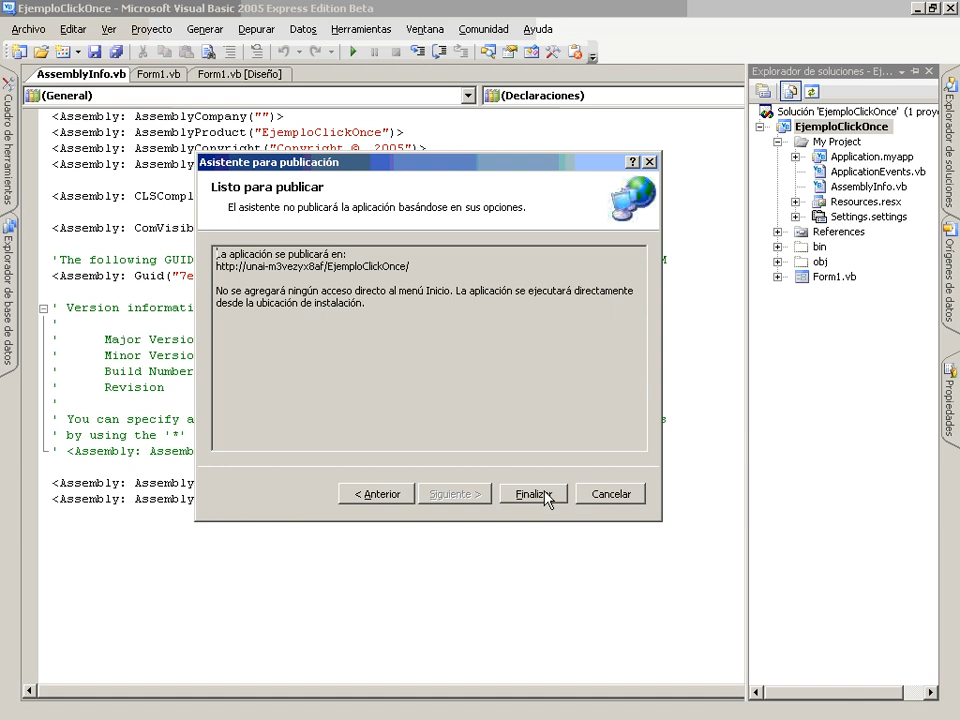 EjemploClickOnce - Microsoft Visual Basic 2005 Express Edition Beta
Archivo Editar Ver Proyecto Generar Depurar Datos Herramientas Ventana Comunidad Ayuda
AssemblyInfo.vb Form1.vb Form1.vb [Diseño]
(General) (Declaraciones)
<Assembly: AssemblyCompany("")>
<Assembly: AssemblyProduct("EjemploClickOnce")>
<Assembly: AssemblyCopyright("Copyright © 2005")>
<Assembly:
<Assembly: CLSCompl
<Assembly: ComVisib
'The following GUID
<Assembly: Guid("7e
' Version informati
'
' Major Versio
' Minor Versio
' Build Number
' Revision
'
' You can specify a
' by using the '*'
' <Assembly: Assemb
<Assembly: Assembly
<Assembly: Assembly
Asistente para publicación
Listo para publicar
El asistente no publicará la aplicación basándose en sus opciones.
La aplicación se publicará en:
http://unai-m3vezyx8af/EjemploClickOnce/
No se agregará ningún acceso directo al menú Inicio. La aplicación se ejecutará directamente
desde la ubicación de instalación.
< Anterior Siguiente > Finalizar Cancelar
Explorador de soluciones - Ej...
Solución 'EjemploClickOnce' (1 proye
EjemploClickOnce
My Project
Application.myapp
ApplicationEvents.vb
AssemblyInfo.vb
Resources.resx
Settings.settings
References
bin
obj
Form1.vb
Cuadro de herramientas
Explorador de base de datos
Explorador de soluciones
Orígenes de datos
Propiedades